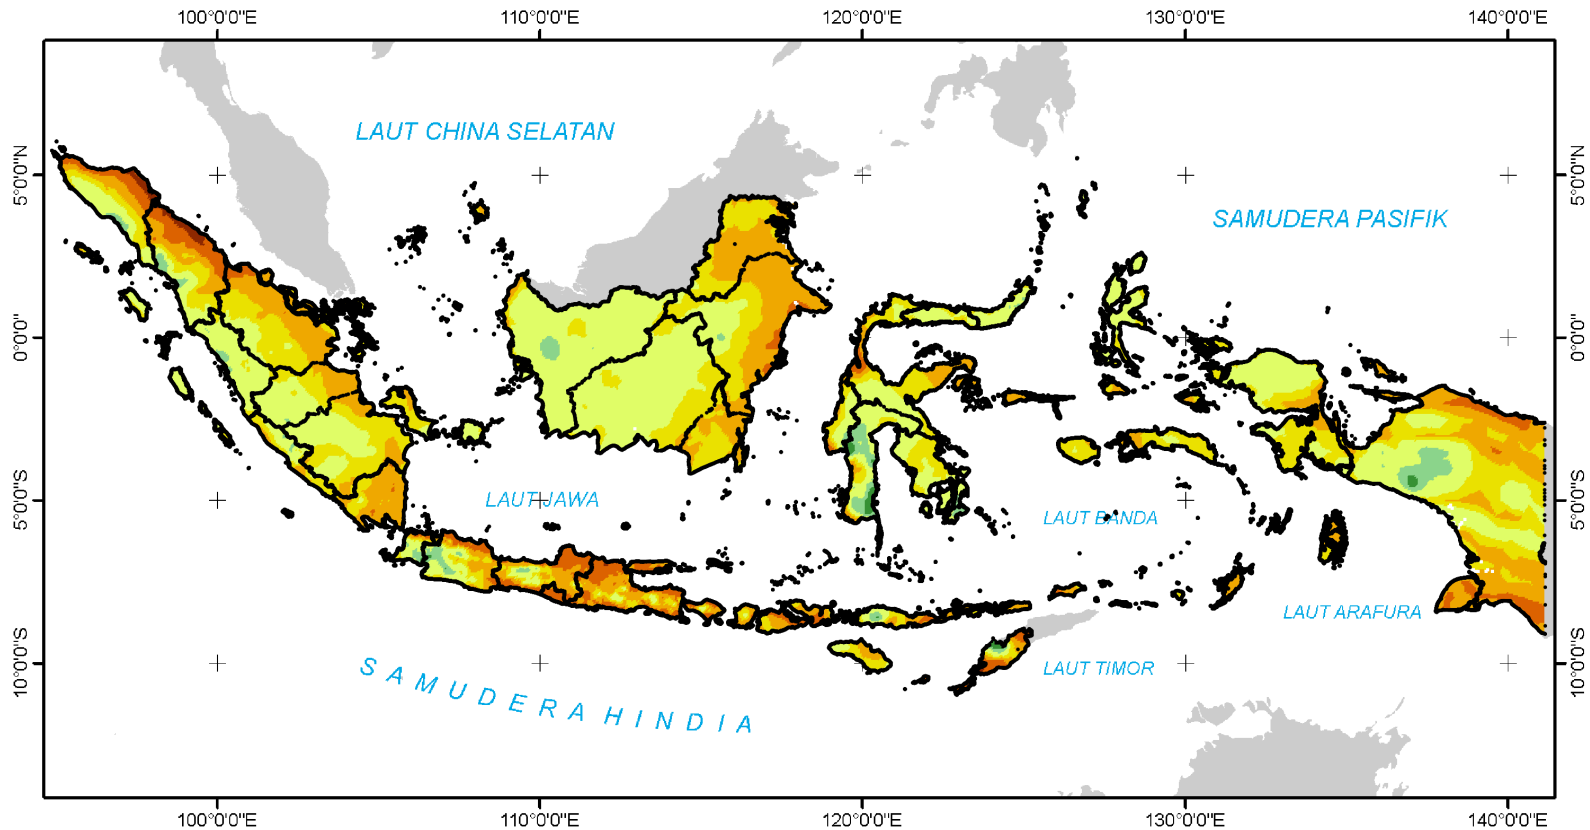 100°0'0"E 110°0'0"E 120°0'0"E 130°0'0"E 140°0'0"E
LAUT CHINA SELATAN
5°0'0"N 5°0'0"N
SAMUDERA PASIFIK
0°0'0" 0°0'0"
5°0'0"S LAUT JAWA 5°0'0"S
LAUT BANDA
LAUT ARAFURA
10°0'0"S LAUT TIMOR 10°0'0"S
SAMUDERA HINDIA
100°0'0"E 110°0'0"E 120°0'0"E 130°0'0"E 140°0'0"E